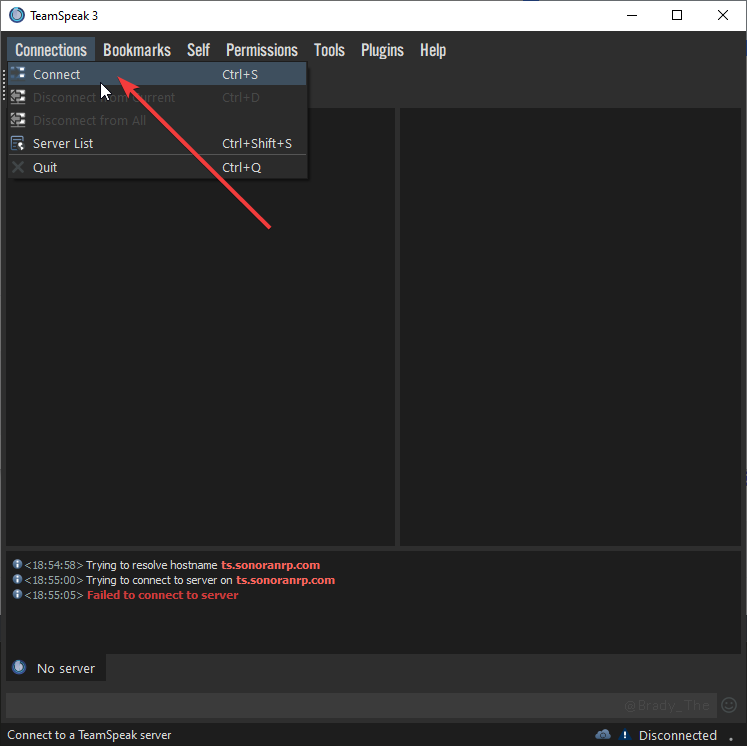 TeamSpeak 3
Connections Bookmarks Self Permissions Tools Plugins Help
Connect Ctrl+S
Disconnect from Current Ctrl+D
Disconnect from All
Server List Ctrl+Shift+S
Quit Ctrl+Q
<18:54:58> Trying to resolve hostname ts.sonoranrp.com
<18:55:00> Trying to connect to server on ts.sonoranrp.com
<18:55:05> Failed to connect to server
No server
@Brady_The
Connect to a TeamSpeak server Disconnected